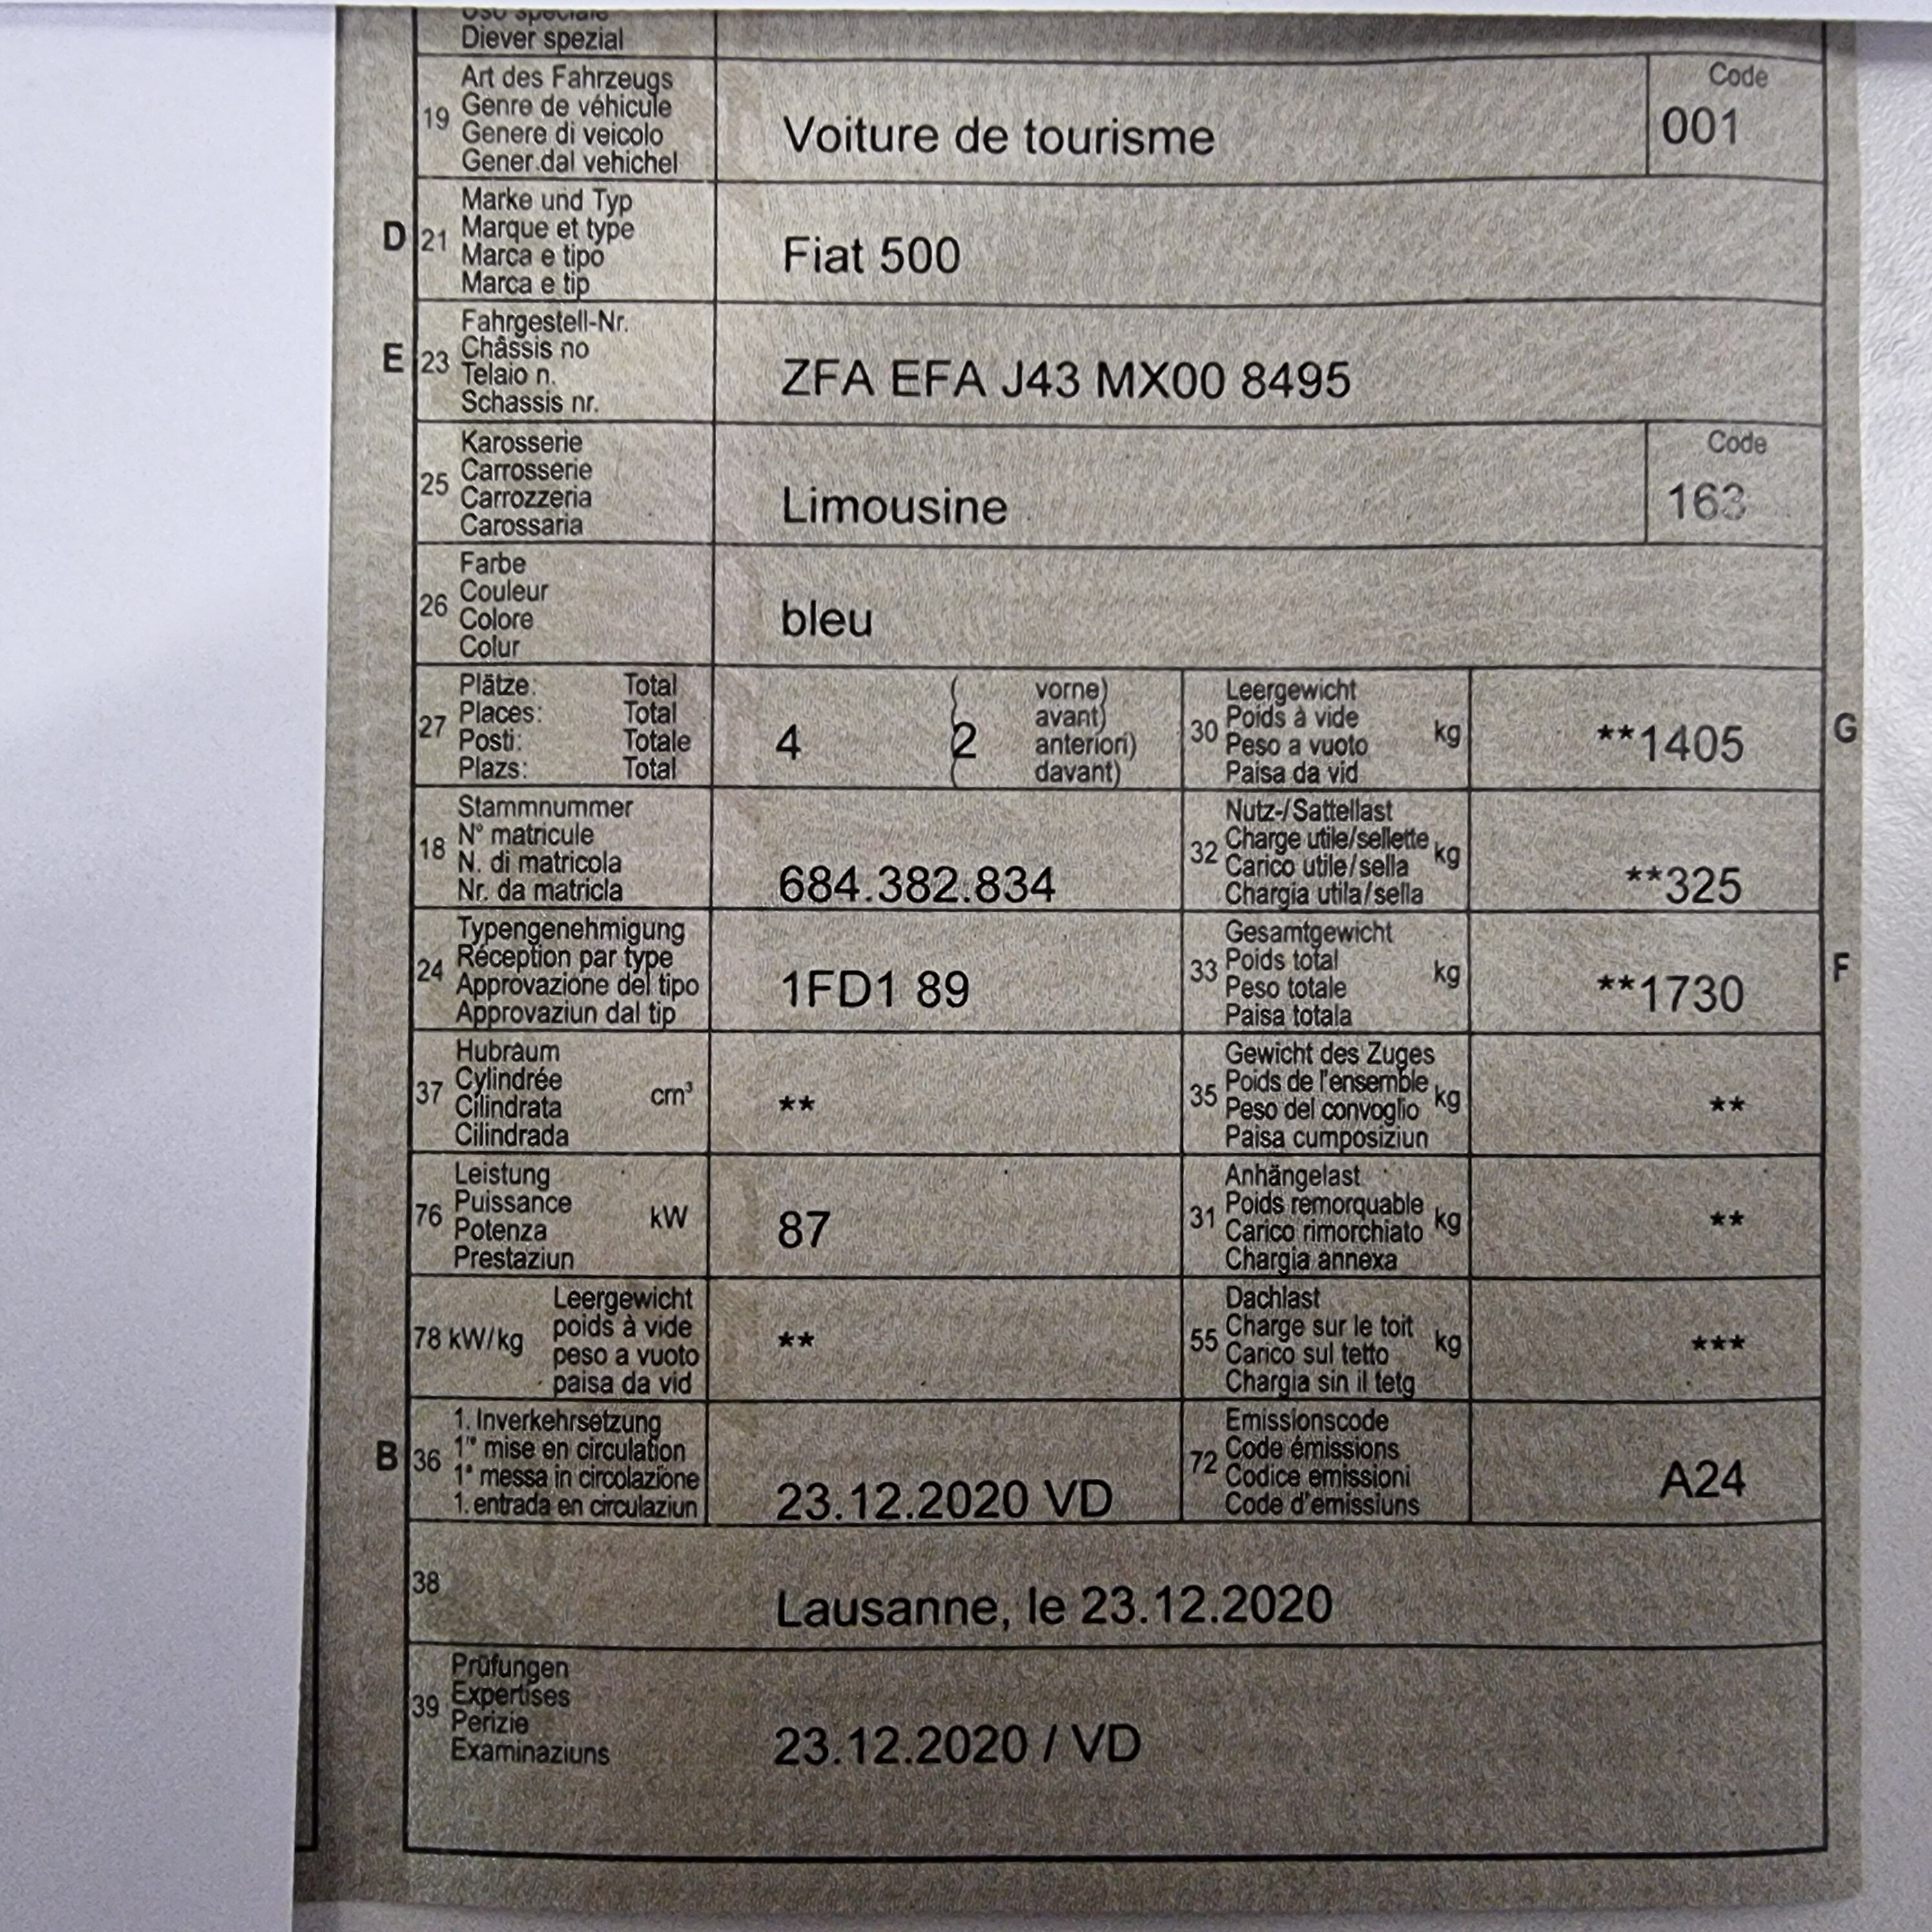 Uso speciale
Diever spezial
19 Art des Fahrzeugs
Genre de véhicule
Genere di veicolo
Gener dal vehichel
Voiture de tourisme
Code
001
D 21 Marke und Typ
Marque et type
Marca e tipo
Marca e tip
Fiat 500
E 23 Fahrgestell-Nr.
Châssis no
Telaio n.
Schassis nr.
ZFA EFA J43 MX00 8495
25 Karosserie
Carrosserie
Carrozzeria
Carossaria
Limousine
Code
163
26 Farbe
Couleur
Colore
Colur
bleu
27 Plätze: Total
Places: Total
Posti: Totale
Plazs: Total
4 ( 2 vorne)
avant)
anteriori)
davant)
30 Leergewicht
Poids à vide
Peso a vuoto
Paisa da vid
kg
**1405
G
18 Stammnummer
N° matricule
N. di matricola
Nr. da matricla
684.382.834
32 Nutz-/Sattellast
Charge utile/sellette
Carico utile/sella
Chargia utila/sella
kg
**325
24 Typengenehmigung
Réception par type
Approvazione del tipo
Approvaziun dal tip
1FD1 89
33 Gesamtgewicht
Poids total
Peso totale
Paisa totala
kg
**1730
F
37 Hubraum
Cylindrée
Cilindrata
Cilindrada
cm³
**
35 Gewicht des Zuges
Poids de l'ensemble
Peso del convoglio
Paisa cumposiziun
kg
**
76 Leistung
Puissance
Potenza
Prestaziun
kW
87
31 Anhängelast
Poids remorquable
Carico rimorchiato
Chargia annexa
kg
**
78 kW/kg Leergewicht
poids à vide
peso a vuoto
paisa da vid
**
55 Dachlast
Charge sur le toit
Carico sul tetto
Chargia sin il tetg
kg
***
B 36 1. Inverkehrsetzung
1re mise en circulation
1a messa in circolazione
1. entrada en circulaziun
23.12.2020 VD
72 Emissionscode
Code émissions
Codice emissioni
Code d'emissiuns
A24
38
Lausanne, le 23.12.2020
39 Prüfungen
Expertises
Perizie
Examinaziuns
23.12.2020 / VD